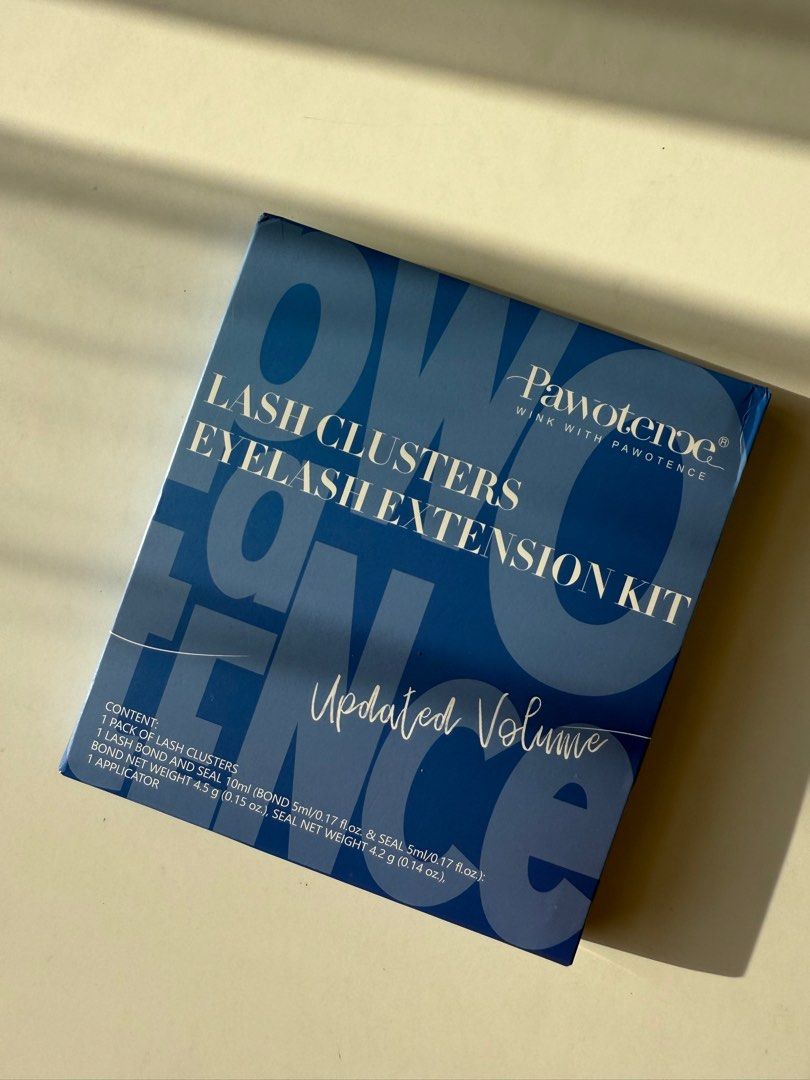 Pawotence®
WINK WITH PAWOTENCE
LASH CLUSTERS
EYELASH EXTENSION KIT
Updated Volume
CONTENT:
1 PACK OF LASH CLUSTERS
1 LASH BOND AND SEAL 10ml (BOND 5ml/0.17 fl.oz. & SEAL 5ml/0.17 fl.oz.):
BOND NET WEIGHT 4.5 g (0.15 oz.), SEAL NET WEIGHT 4.2 g (0.14 oz.),
1 APPLICATOR